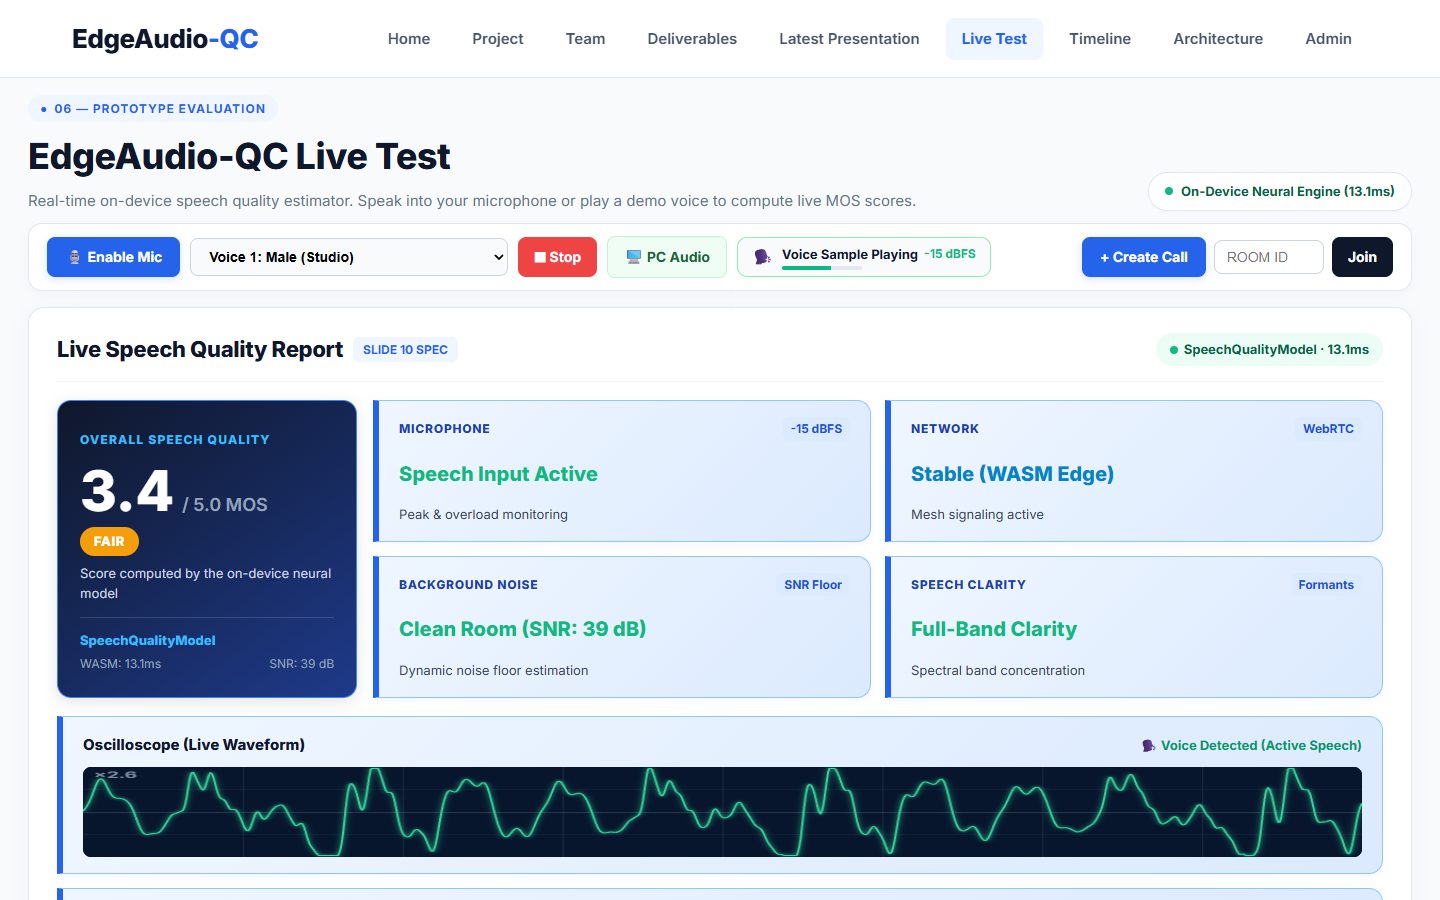 EdgeAudio-QC
Home Project Team Deliverables Latest Presentation Live Test Timeline Architecture Admin
06 — PROTOTYPE EVALUATION
EdgeAudio-QC Live Test
Real-time on-device speech quality estimator. Speak into your microphone or play a demo voice to compute live MOS scores.
On-Device Neural Engine (13.1ms)
Enable Mic
Voice 1: Male (Studio)
Stop
PC Audio
Voice Sample Playing -15 dBFS
+ Create Call
ROOM ID
Join
Live Speech Quality Report
SLIDE 10 SPEC
SpeechQualityModel · 13.1ms
OVERALL SPEECH QUALITY
3.4 / 5.0 MOS
FAIR
Score computed by the on-device neural
model
SpeechQualityModel
WASM: 13.1ms SNR: 39 dB
MICROPHONE
-15 dBFS
Speech Input Active
Peak & overload monitoring
NETWORK
WebRTC
Stable (WASM Edge)
Mesh signaling active
BACKGROUND NOISE
SNR Floor
Clean Room (SNR: 39 dB)
Dynamic noise floor estimation
SPEECH CLARITY
Formants
Full-Band Clarity
Spectral band concentration
Oscilloscope (Live Waveform)
Voice Detected (Active Speech)
×2.6